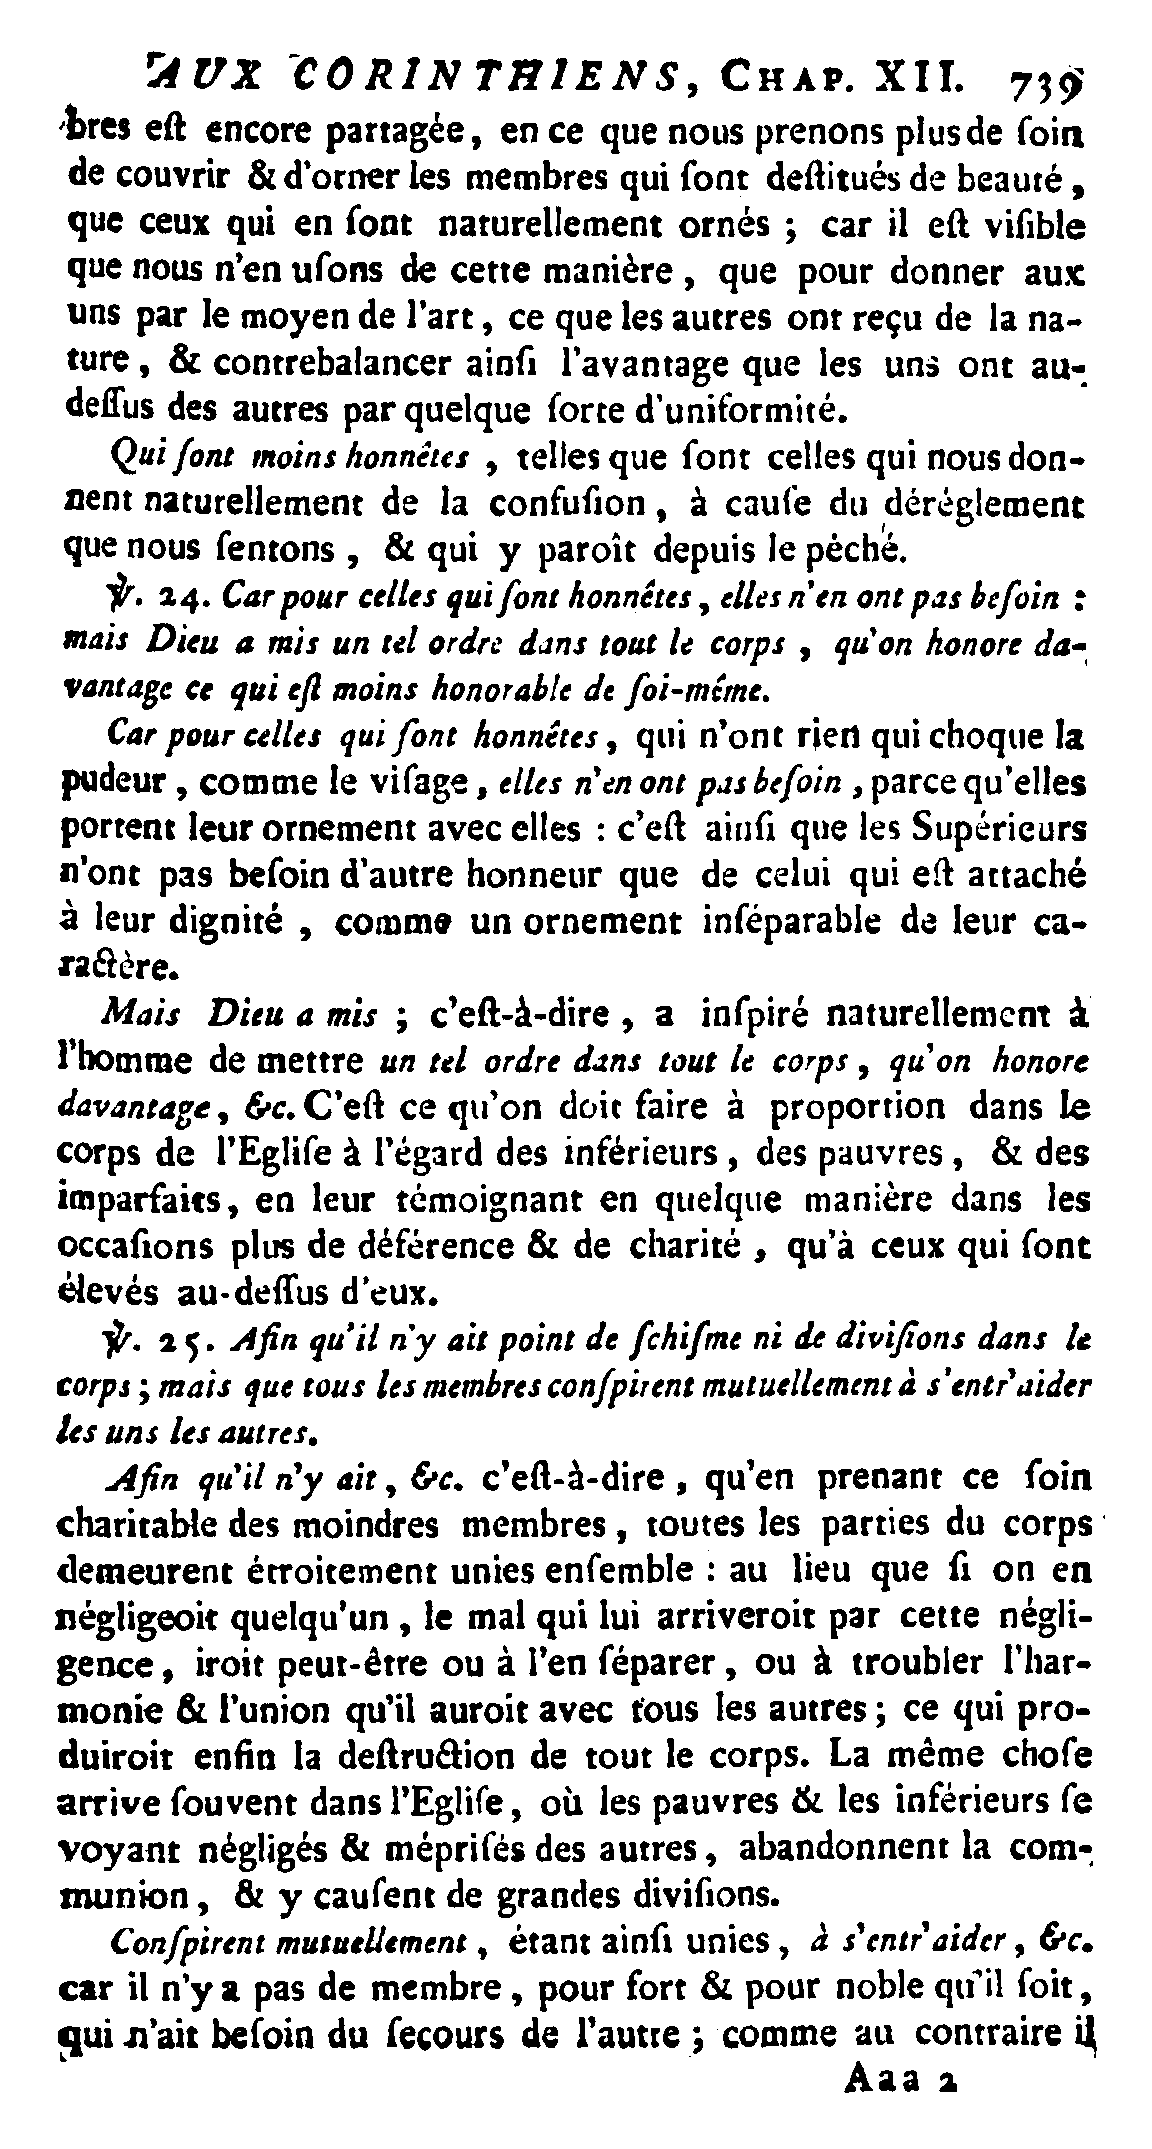 AUX CORINTHIENS, CHAP. XII. 739
bres eſt encore partagée, en ce que nous prenons plus de ſoin
de couvrir & d'orner les membres qui ſont deſtitués de beauté,
que ceux qui en ſont naturellement ornés ; car il eſt viſible
que nous n'en uſons de cette manière, que pour donner aux
uns par le moyen de l'art, ce que les autres ont reçu de la na-
ture, & contrebalancer ainſi l'avantage que les uns ont au-
deſſus des autres par quelque ſorte d'uniformité.
Qui ſont moins honnêtes, telles que ſont celles qui nous don-
nent naturellement de la confuſion, à cauſe du déréglement
que nous ſentons, & qui y paroît depuis le péché.
℣. 24. Car pour celles qui ſont honnêtes, elles n'en ont pas beſoin :
mais Dieu a mis un tel ordre dans tout le corps, qu'on honore da-
vantage ce qui eſt moins honorable de ſoi-même.
Car pour celles qui ſont honnêtes, qui n'ont rien qui choque la
pudeur, comme le viſage, elles n'en ont pas beſoin, parce qu'elles
portent leur ornement avec elles : c'eſt ainſi que les Supérieurs
n'ont pas beſoin d'autre honneur que de celui qui eſt attaché
à leur dignité, comme un ornement inſéparable de leur ca-
ractère.
Mais Dieu a mis ; c'eſt-à-dire, a inſpiré naturellement à
l'homme de mettre un tel ordre dans tout le corps, qu'on honore
davantage, &c. C'eſt ce qu'on doit faire à proportion dans le
corps de l'Egliſe à l'égard des inférieurs, des pauvres, & des
imparfaits, en leur témoignant en quelque manière dans les
occaſions plus de déférence & de charité, qu'à ceux qui ſont
élevés au-deſſus d'eux.
℣. 25. Afin qu'il n'y ait point de ſchiſme ni de diviſions dans le
corps ; mais que tous les membres conſpirent mutuellement à s'entr'aider
les uns les autres.
Afin qu'il n'y ait, &c. c'eſt-à-dire, qu'en prenant ce ſoin
charitable des moindres membres, toutes les parties du corps
demeurent étroitement unies enſemble : au lieu que ſi on en
négligeoit quelqu'un, le mal qui lui arriveroit par cette négli-
gence, iroit peut-être ou à l'en ſéparer, ou à troubler l'har-
monie & l'union qu'il auroit avec tous les autres ; ce qui pro-
duiroit enfin la deſtruction de tout le corps. La même choſe
arrive ſouvent dans l'Egliſe, où les pauvres & les inférieurs ſe
voyant négligés & mépriſés des autres, abandonnent la com-
munion, & y cauſent de grandes diviſions.
Conſpirent mutuellement, étant ainſi unies, à s'entr'aider, &c.
car il n'y a pas de membre, pour fort & pour noble qu'il ſoit,
qui n'ait beſoin du ſecours de l'autre ; comme au contraire il
Aaa 2